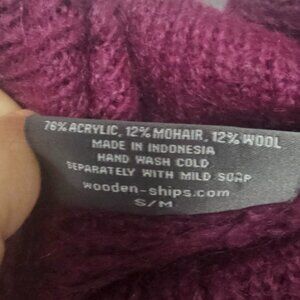 76% ACRYLIC, 12% MOHAIR, 12% WOOL
MADE IN INDONESIA
HAND WASH COLD
SEPARATELY WITH MILD SOAP
wooden-ships.com
S/M